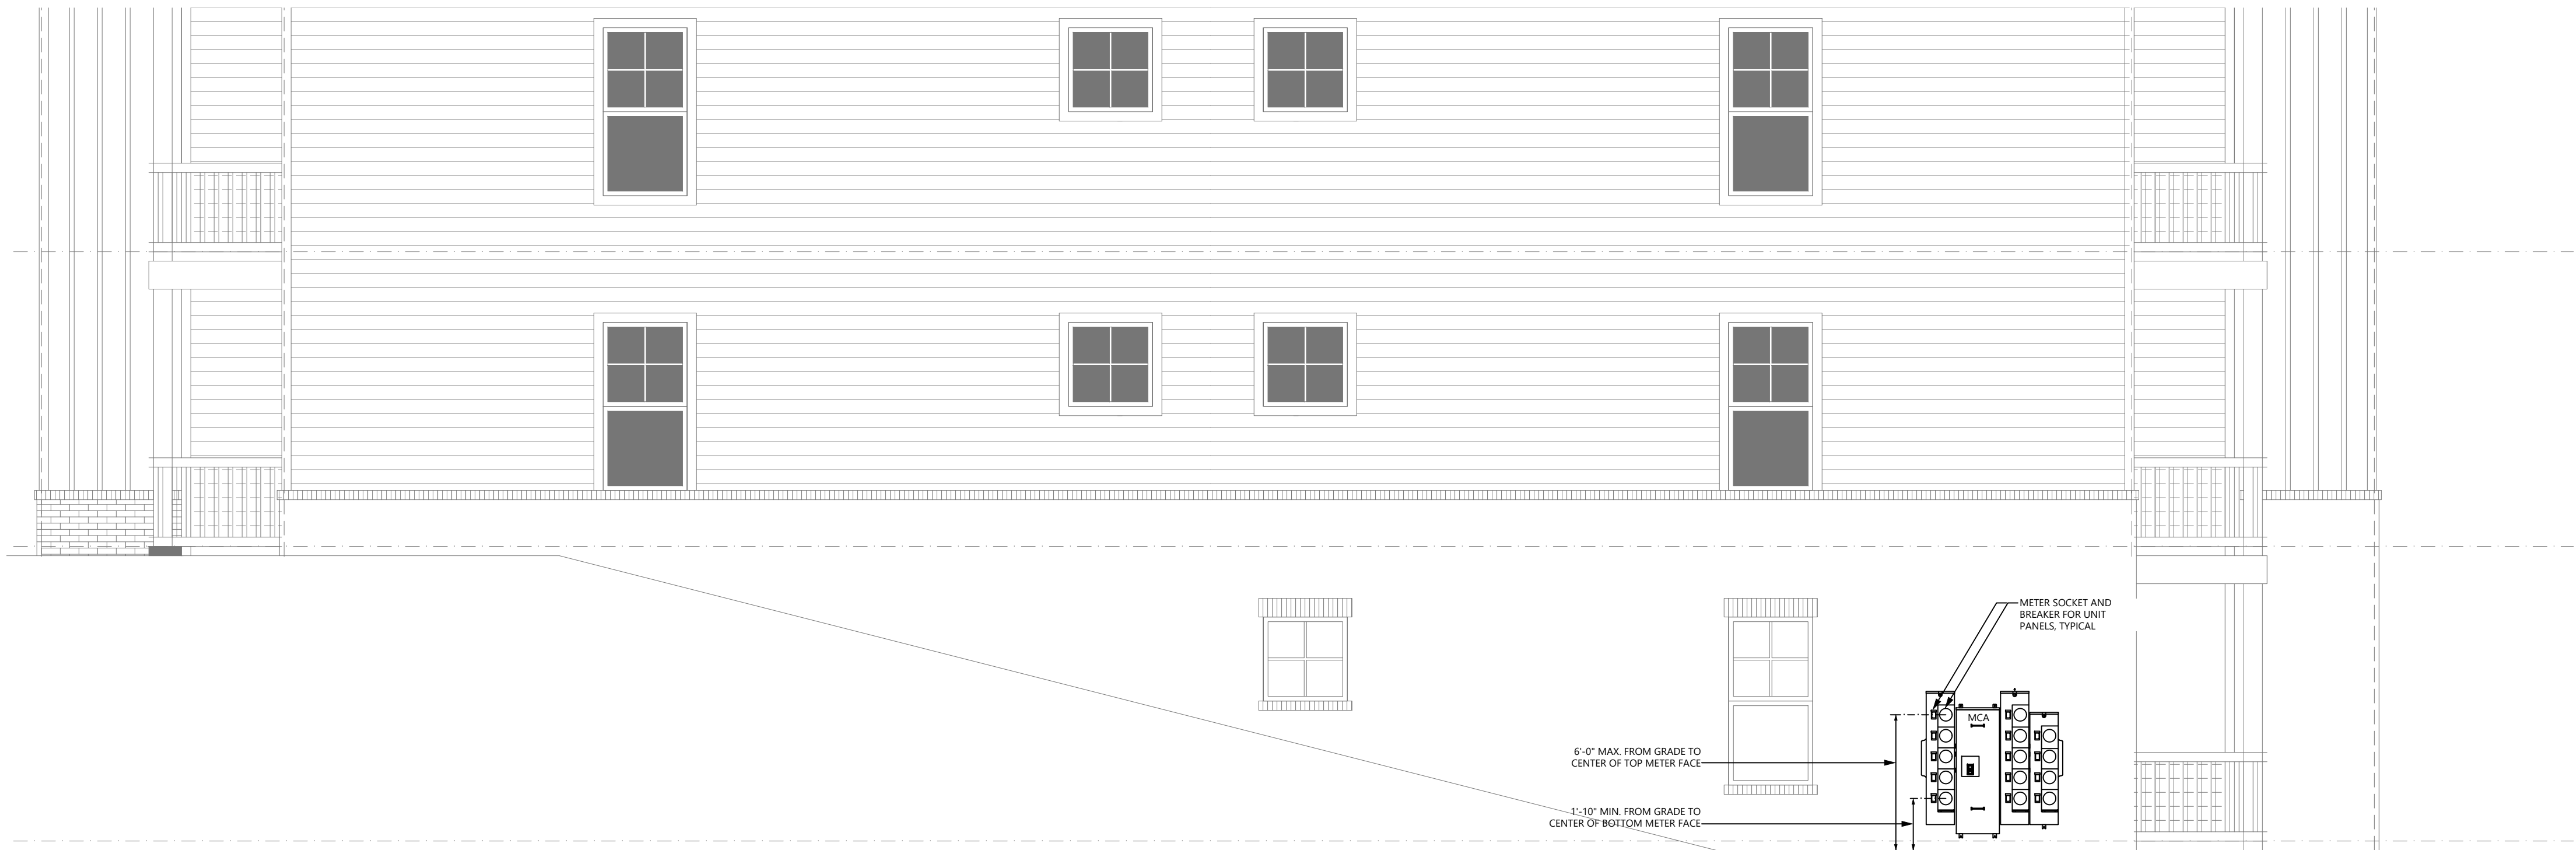 METER SOCKET AND
BREAKER FOR UNIT
PANELS, TYPICAL
MCA
6'-0" MAX. FROM GRADE TO
CENTER OF TOP METER FACE
1'-10" MIN. FROM GRADE TO
CENTER OF BOTTOM METER FACE